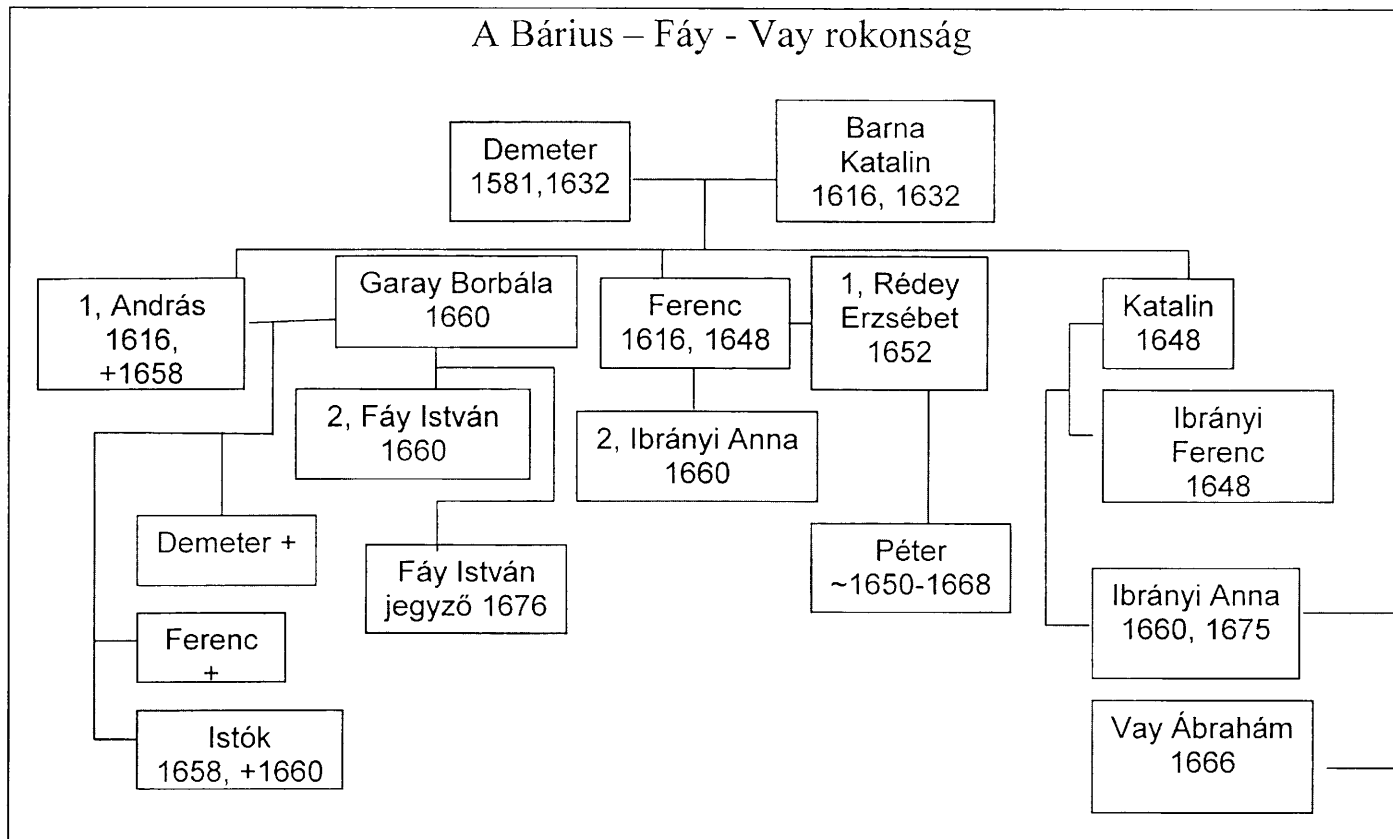 A Bárius – Fáy - Vay rokonság
Demeter
1581,1632
Barna
Katalin
1616, 1632
1, András
1616,
+1658
Garay Borbála
1660
Ferenc
1616, 1648
1, Rédey
Erzsébet
1652
Katalin
1648
2, Fáy István
1660
2, Ibrányi Anna
1660
Ibrányi
Ferenc
1648
Demeter +
Fáy István
jegyző 1676
Péter
~1650-1668
Ibrányi Anna
1660, 1675
Ferenc
+
Istók
1658, +1660
Vay Ábrahám
1666